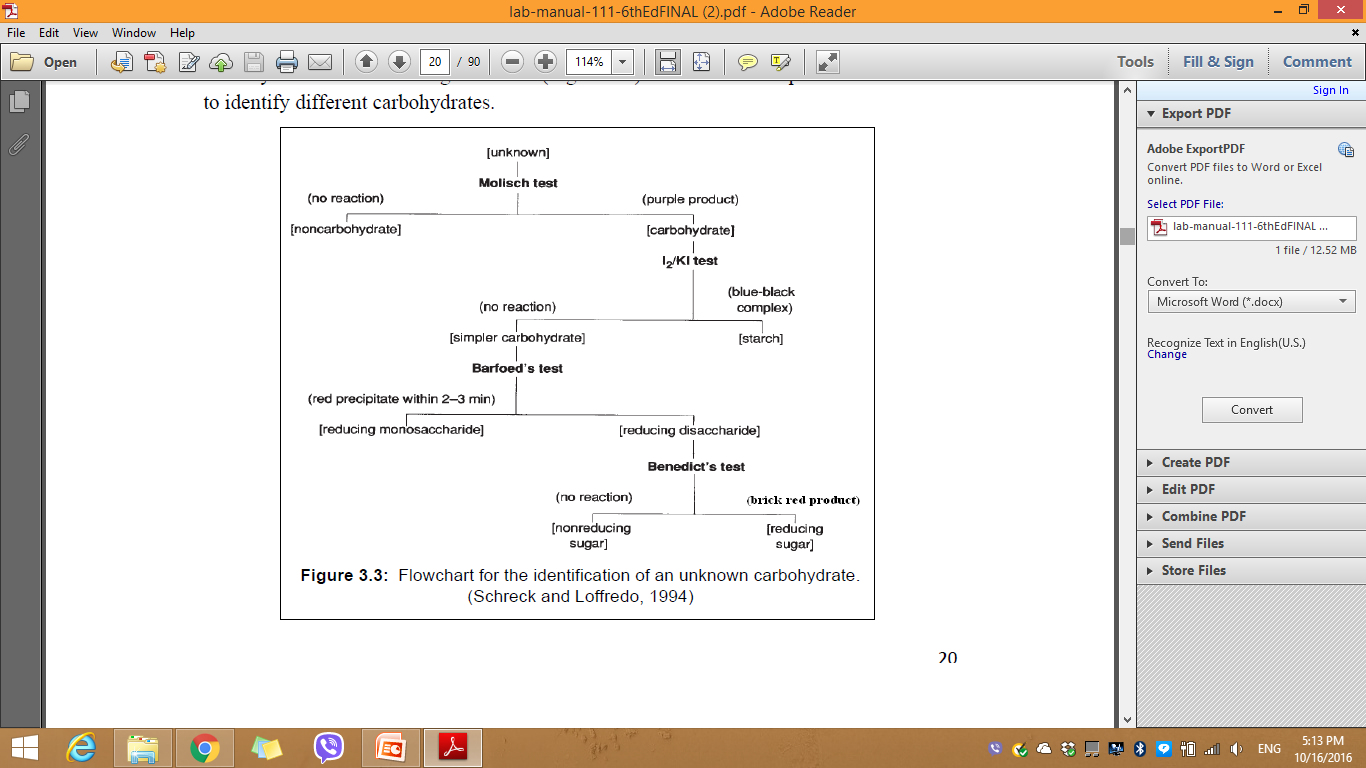 lab-manual-111-6thEdFINAL (2).pdf - Adobe Reader
File Edit View Window Help
Open
20 / 90
114%
Tools Fill & Sign Comment
to identify different carbohydrates.
[unknown]
Molisch test
(no reaction) (purple product)
[noncarbohydrate] [carbohydrate]
I₂/KI test
(no reaction) (blue-black
complex)
[simpler carbohydrate] [starch]
Barfoed's test
(red precipitate within 2–3 min)
[reducing monosaccharide] [reducing disaccharide]
Benedict's test
(no reaction) (brick red product)
[nonreducing
sugar]
[reducing
sugar]
Figure 3.3: Flowchart for the identification of an unknown carbohydrate.
(Schreck and Loffredo, 1994)
20
Sign In
Export PDF
Adobe ExportPDF
Convert PDF files to Word or Excel
online.
Select PDF File:
lab-manual-111-6thEdFINAL ...
1 file / 12.52 MB
Convert To:
Microsoft Word (*.docx)
Recognize Text in English(U.S.)
Change
Convert
Create PDF
Edit PDF
Combine PDF
Send Files
Store Files
ENG
5:13 PM
10/16/2016